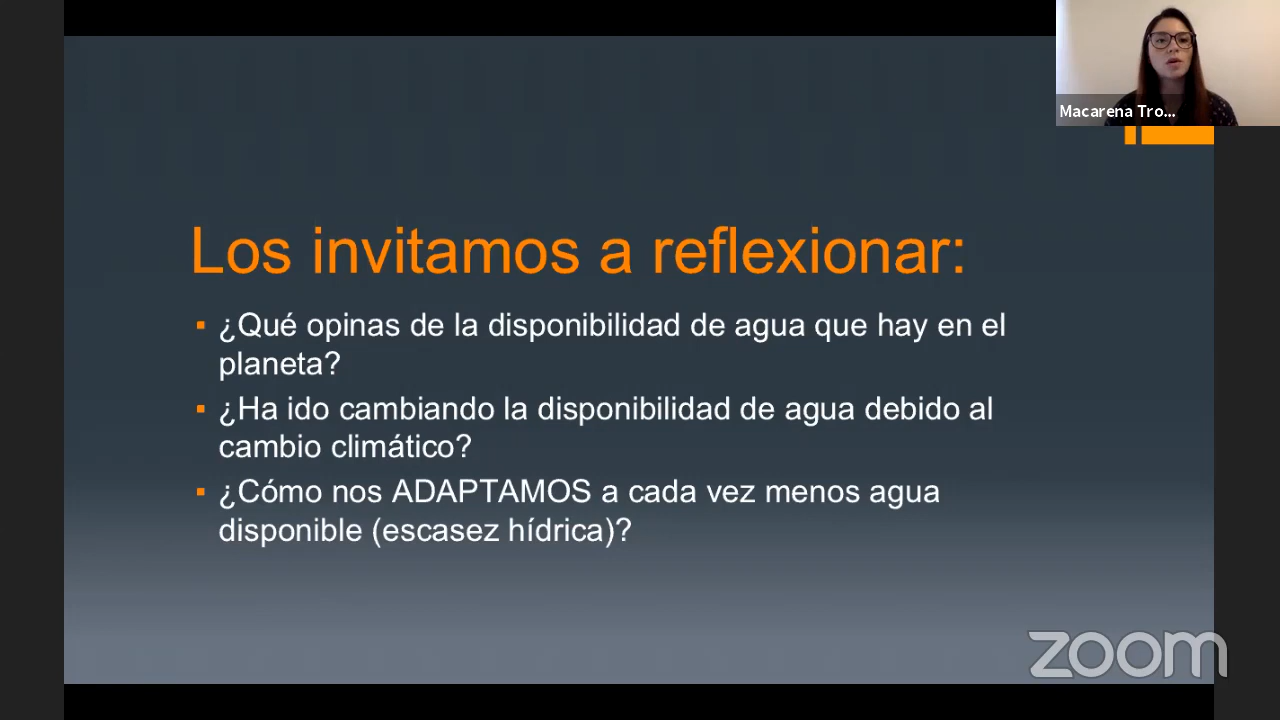 Macarena Tro...
Los invitamos a reflexionar:
¿Qué opinas de la disponibilidad de agua que hay en el
planeta?
¿Ha ido cambiando la disponibilidad de agua debido al
cambio climático?
¿Cómo nos ADAPTAMOS a cada vez menos agua
disponible (escasez hídrica)?
zoom